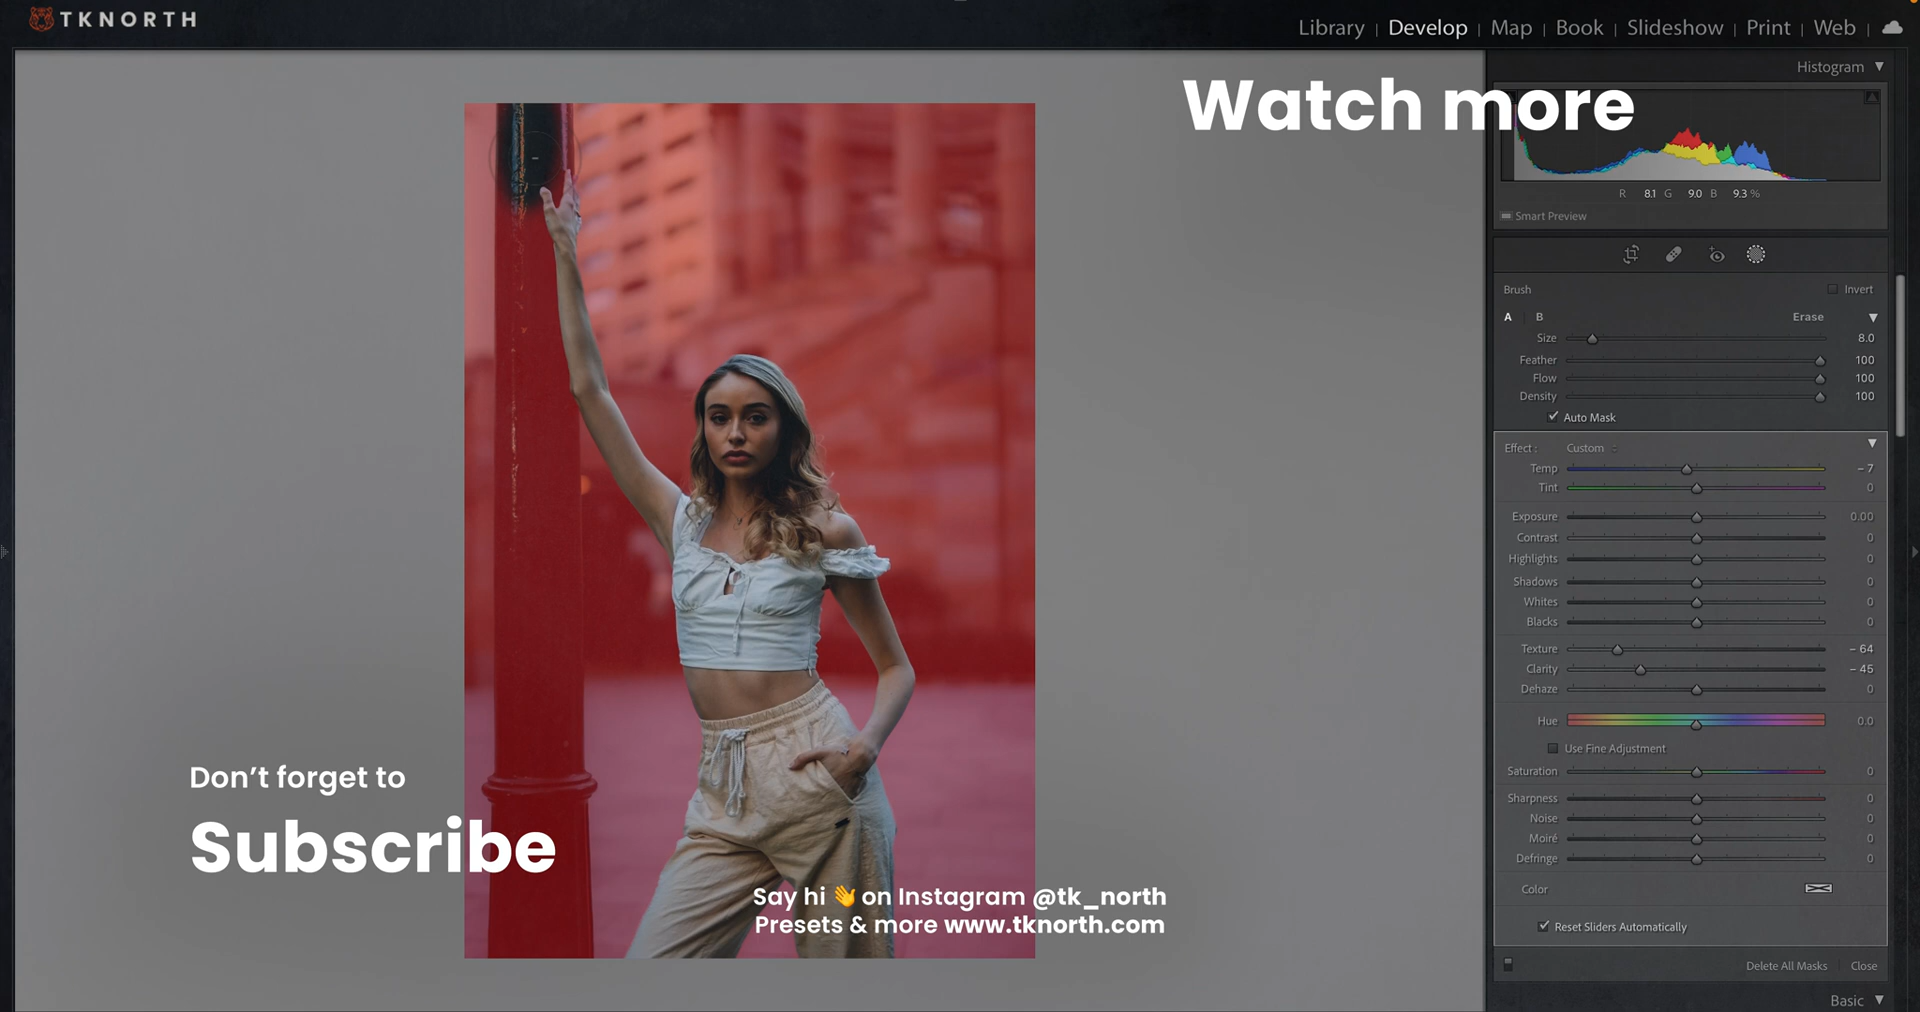 TKNORTH
Library | Develop | Map | Book | Slideshow | Print | Web |
Histogram
Watch more
R 8.1 G 9.0 B 9.3 %
Smart Preview
Brush
Invert
A B Erase
Size 8.0
Feather 100
Flow 100
Density 100
Auto Mask
Effect : Custom
Temp – 7
Tint 0
Exposure 0.00
Contrast 0
Highlights 0
Shadows 0
Whites 0
Blacks 0
Texture – 64
Clarity – 45
Dehaze 0
Hue 0.0
Use Fine Adjustment
Saturation 0
Sharpness 0
Noise 0
Moiré 0
Defringe 0
Color
Reset Sliders Automatically
Delete All Masks Close
Basic
Don’t forget to
Subscribe
Say hi 👋 on Instagram @tk_north
Presets & more www.tknorth.com